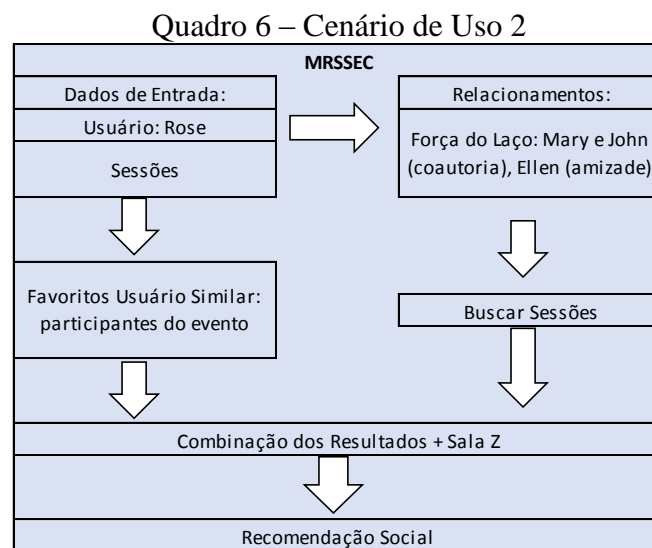 Quadro 6 – Cenário de Uso 2
MRSSEC
Dados de Entrada:
Usuário: Rose
Sessões
Relacionamentos:
Força do Laço: Mary e John
(coautoria), Ellen (amizade)
Favoritos Usuário Similar:
participantes do evento
Buscar Sessões
Combinação dos Resultados + Sala Z
Recomendação Social